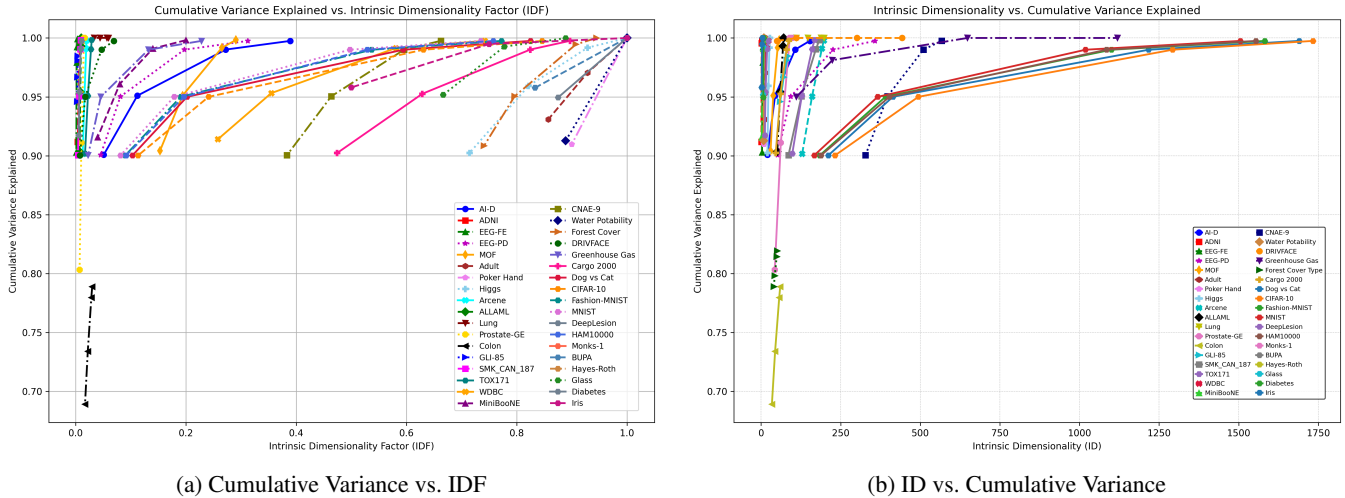 Cumulative Variance Explained vs. Intrinsic Dimensionality Factor (IDF)
1.00
0.95
0.90
0.85
0.80
0.75
0.70
Cumulative Variance Explained
AI-D
ADNI
EEG-FE
EEG-PD
MOF
Adult
Poker Hand
Higgs
Arcene
ALLAML
Lung
Prostate-GE
Colon
GLI-85
SMK_CAN_187
TOX171
WDBC
MiniBooNE
CNAE-9
Water Potability
Forest Cover
DRIVFACE
Greenhouse Gas
Cargo 2000
Dog vs Cat
CIFAR-10
Fashion-MNIST
MNIST
DeepLesion
HAM10000
Monks-1
BUPA
Hayes-Roth
Glass
Diabetes
Iris
0.0 0.2 0.4 0.6 0.8 1.0
Intrinsic Dimensionality Factor (IDF)
(a) Cumulative Variance vs. IDF
Intrinsic Dimensionality vs. Cumulative Variance Explained
1.00
0.95
0.90
0.85
0.80
0.75
0.70
Cumulative Variance Explained
AI-D
ADNI
EEG-FE
EEG-PD
MOF
Adult
Poker Hand
Higgs
Arcene
ALLAML
Lung
Prostate-GE
Colon
GLI-85
SMK_CAN_187
TOX171
WDBC
MiniBooNE
CNAE-9
Water Potability
DRIVFACE
Greenhouse Gas
Forest Cover Type
Cargo 2000
Dog vs Cat
CIFAR-10
Fashion-MNIST
MNIST
DeepLesion
HAM10000
Monks-1
BUPA
Hayes-Roth
Glass
Diabetes
Iris
0 250 500 750 1000 1250 1500 1750
Intrinsic Dimensionality (ID)
(b) ID vs. Cumulative Variance